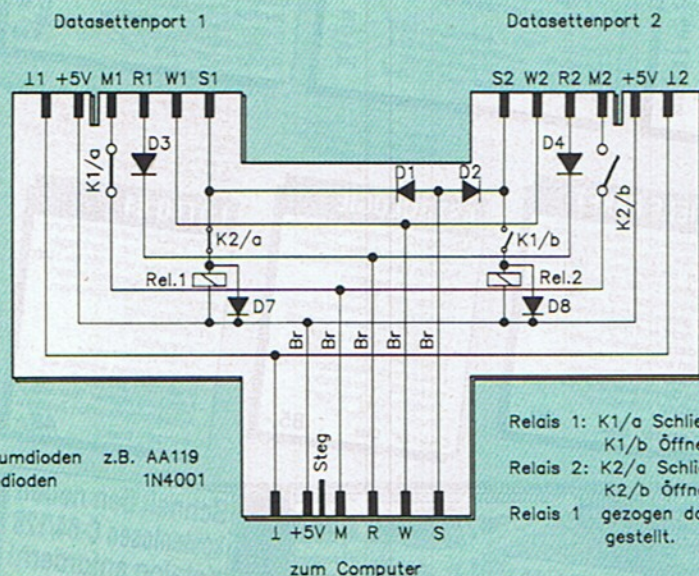 Datasettenport 1
Datasettenport 2
⊥1 +5V M1 R1 W1 S1
S2 W2 R2 M2 +5V ⊥2
D3
D4
K1/a
D1 D2
K2/b
K2/a
K1/b
Rel.1
Rel.2
D7
D8
Br Br Br Br Br
Relais 1: K1/a
K1/b
Relais 2: K2/a
K2/b
Relais 1 gezogen
gestellt.
z.B. AA119
1N4001
Steg
⊥ +5V M R W S
zum Computer